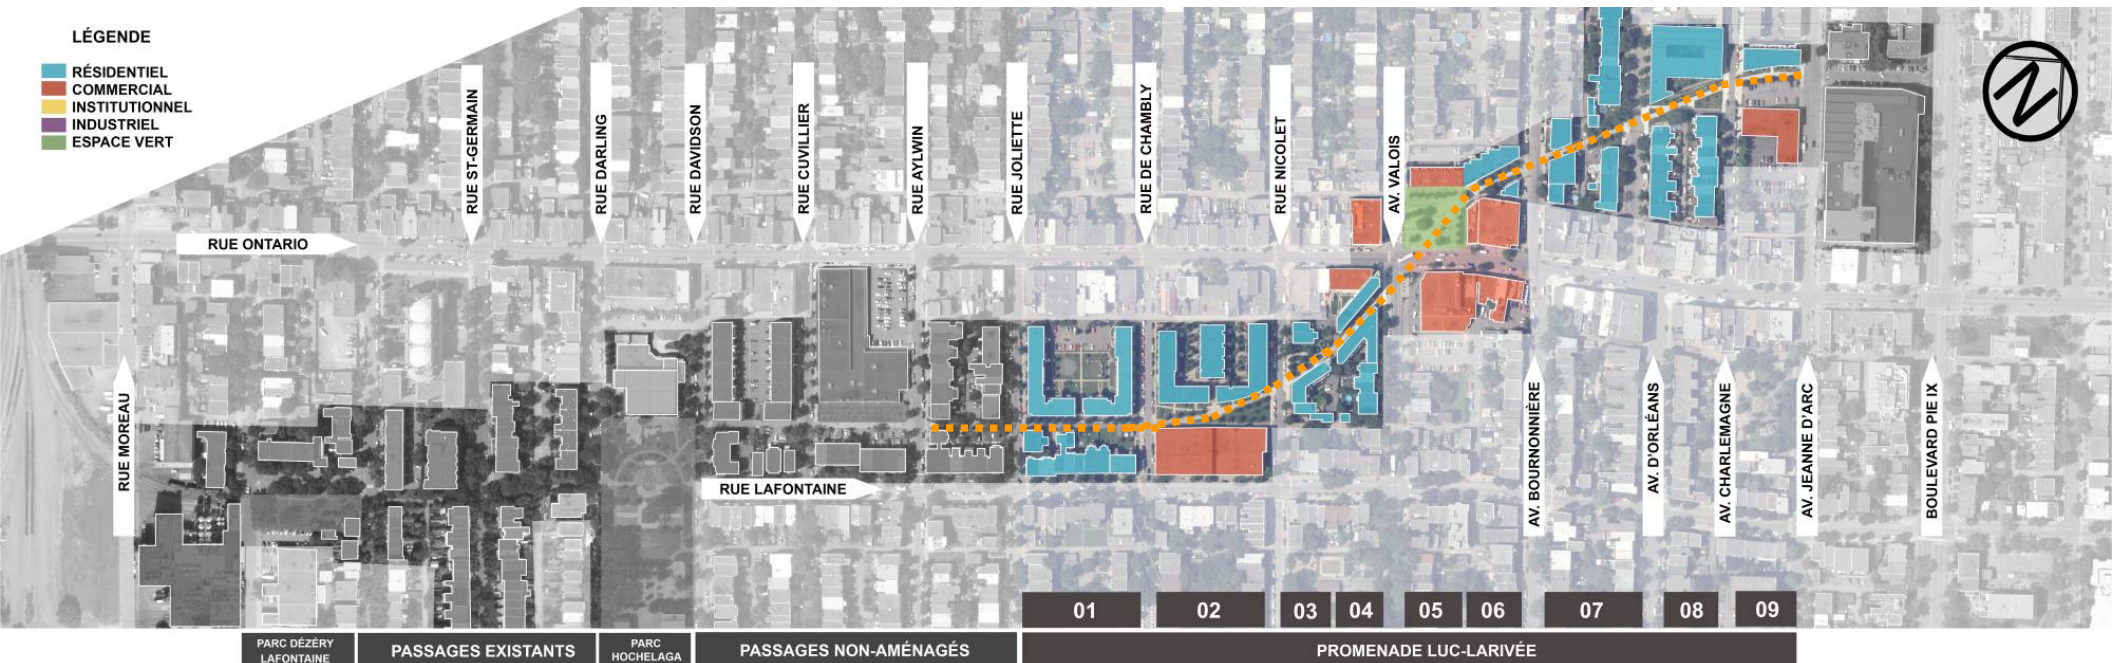 LÉGENDE
RÉSIDENTIEL
COMMERCIAL
INSTITUTIONNEL
INDUSTRIEL
ESPACE VERT
RUE ST-GERMAIN
RUE DARLING
RUE DAVIDSON
RUE CUVILLIER
RUE AYLWIN
RUE JOLIETTE
RUE DE CHAMBLY
RUE NICOLET
AV. VALOIS
RUE ONTARIO
RUE MOREAU
RUE LAFONTAINE
AV. BOURNONNIÈRE
AV. D'ORLÉANS
AV. CHARLEMAGNE
AV. JEANNE D'ARC
BOULEVARD PIE IX
N
01
02
03
04
05
06
07
08
09
PARC DÉZÉRY
LAFONTAINE
PASSAGES EXISTANTS
PARC
HOCHELAGA
PASSAGES NON-AMÉNAGÉS
PROMENADE LUC-LARIVÉE